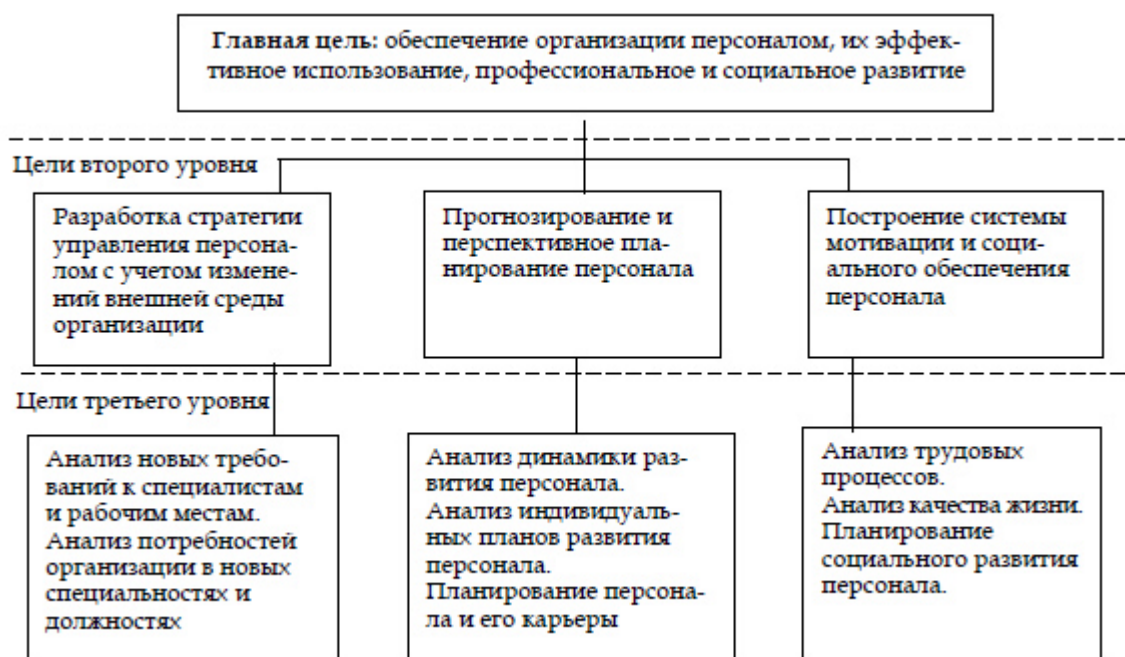 Главная цель: обеспечение организации персоналом, их эффек-
тивное использование, профессиональное и социальное развитие
Цели второго уровня
Разработка стратегии
управления персона-
лом с учетом измене-
ний внешней среды
организации
Прогнозирование и
перспективное пла-
нирование персонала
Построение системы
мотивации и соци-
ального обеспечения
персонала
Цели третьего уровня
Анализ новых требо-
ваний к специалистам
и рабочим местам.
Анализ потребностей
организации в новых
специальностях и
должностях
Анализ динамики раз-
вития персонала.
Анализ индивидуаль-
ных планов развития
персонала.
Планирование персона-
ла и его карьеры
Анализ трудовых
процессов.
Анализ качества жизни.
Планирование
социального развития
персонала.